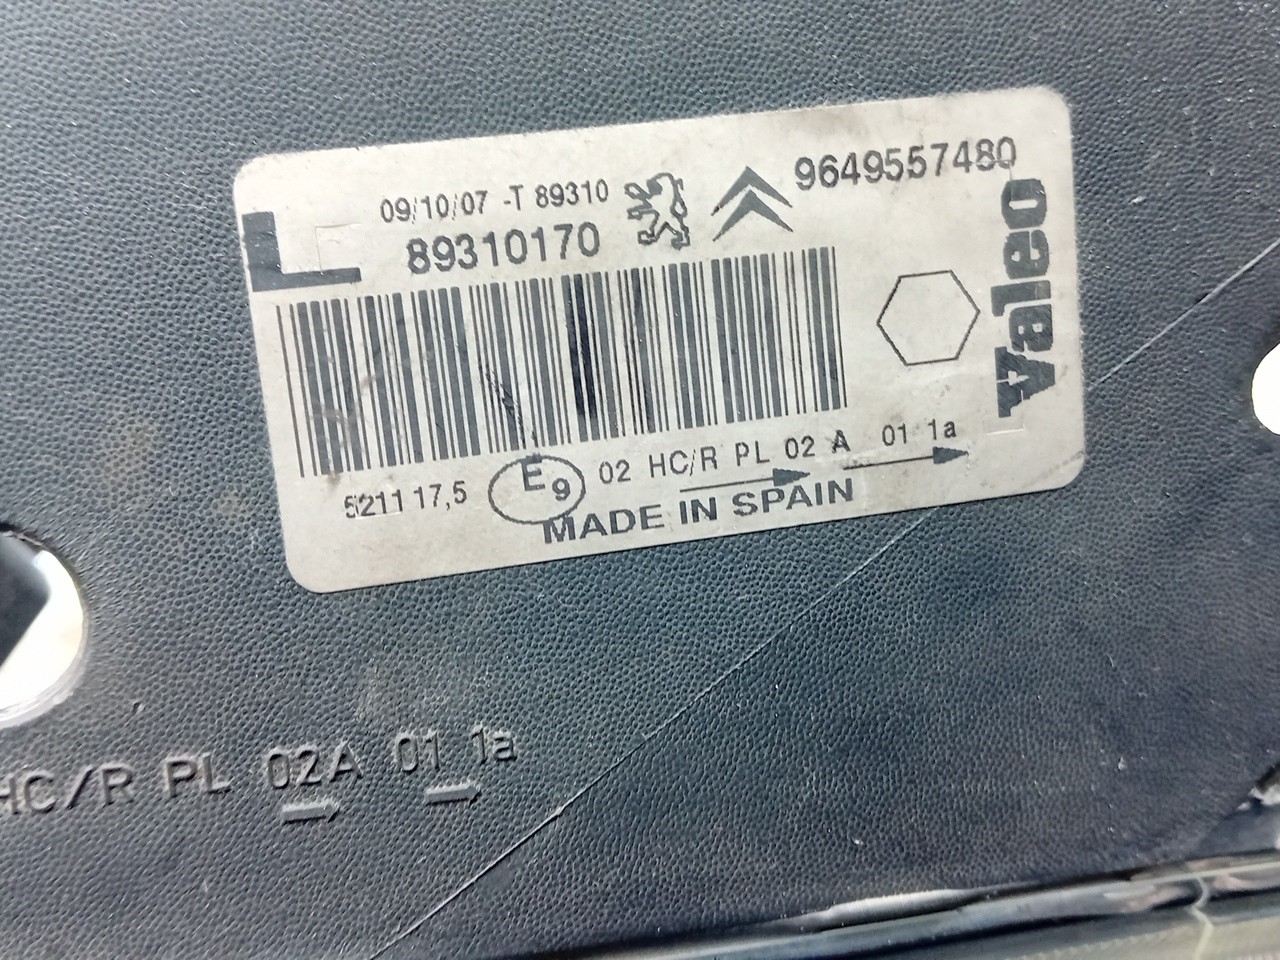 L
09/10/07 -T 89310
89310170
9649557480
Valeo
5211 17,5
E9
02 HC/R PL 02 A 01 1a
MADE IN SPAIN
HC/R PL 02A 01 1a